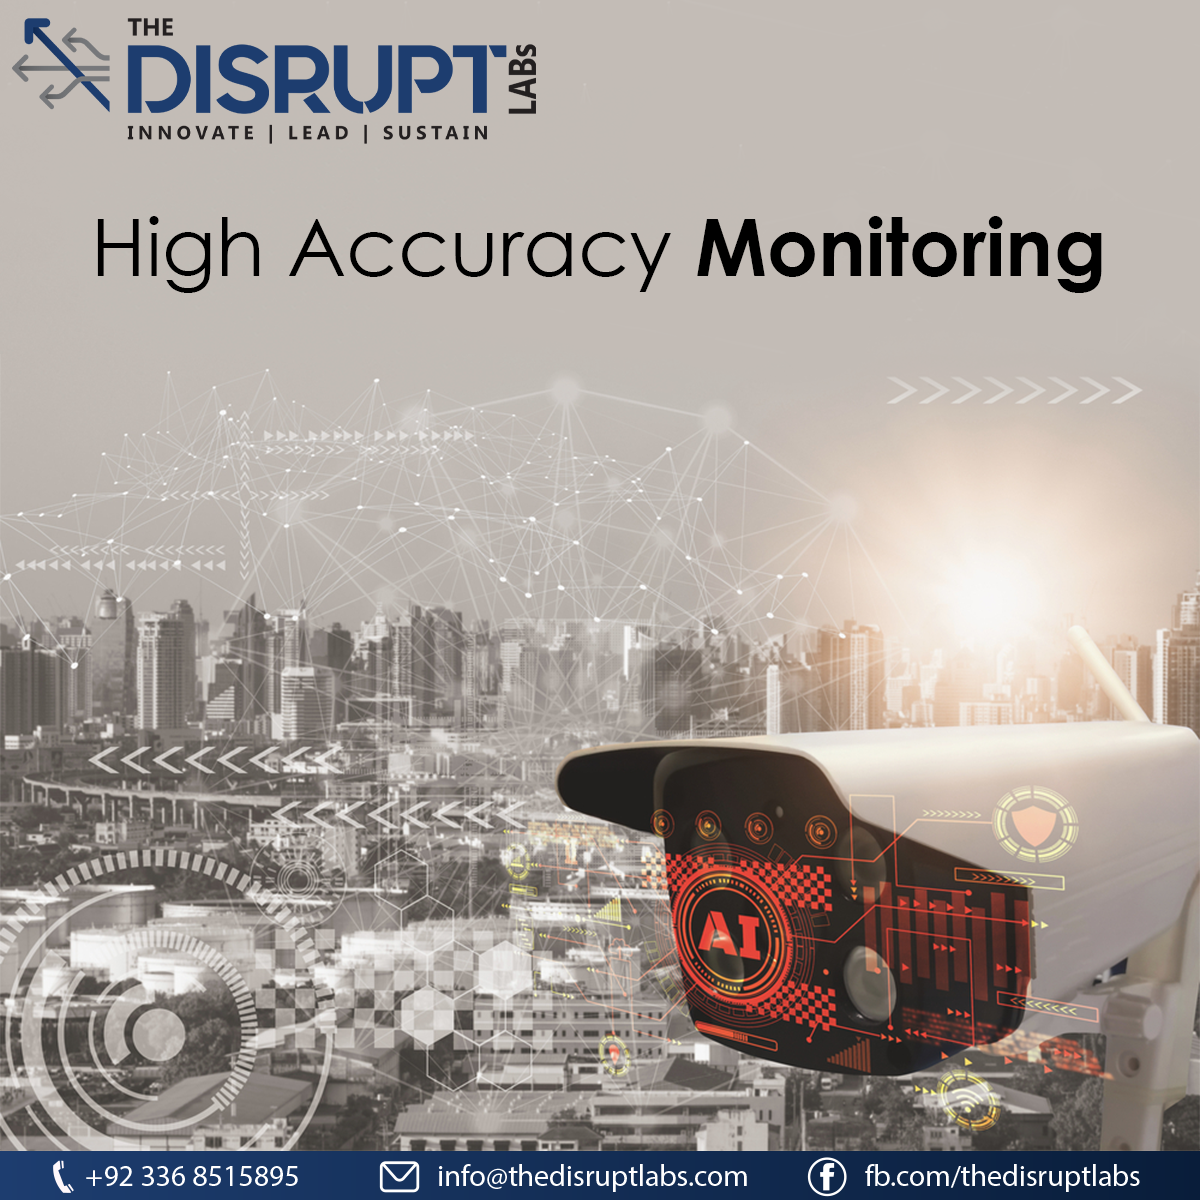 THE
DISRUPT
LABS
INNOVATE | LEAD | SUSTAIN
High Accuracy Monitoring
AI
+92 336 8515895
info@thedisruptlabs.com
fb.com/thedisruptlabs